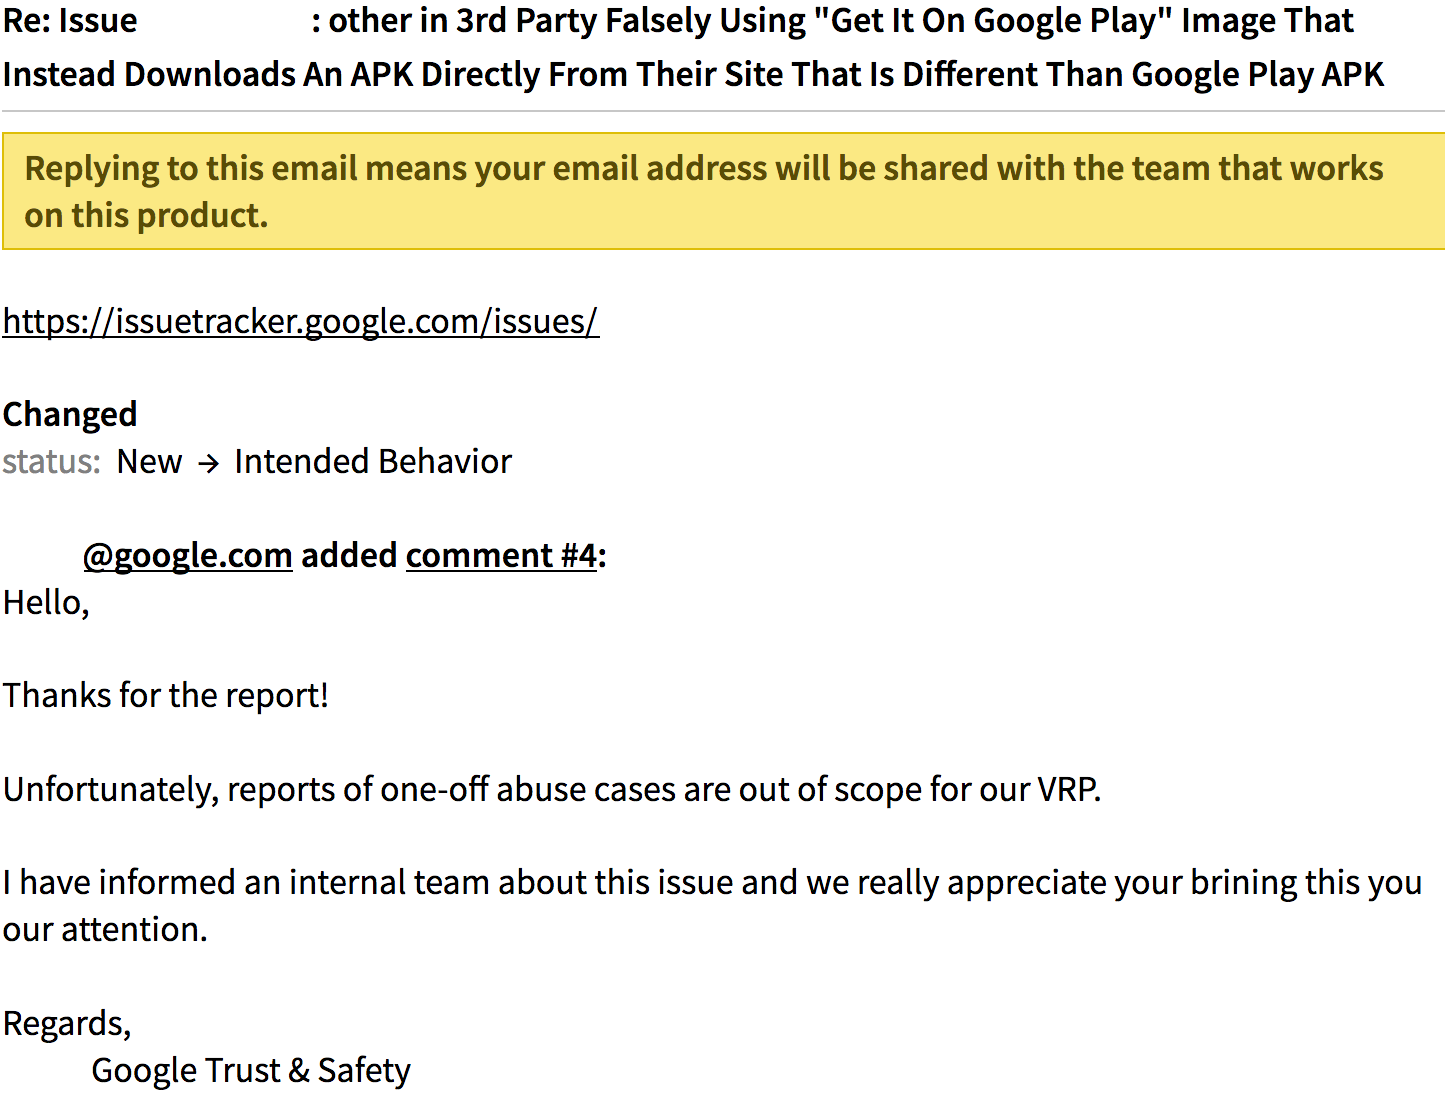 Re: Issue : other in 3rd Party Falsely Using "Get It On Google Play" Image That
Instead Downloads An APK Directly From Their Site That Is Different Than Google Play APK
Replying to this email means your email address will be shared with the team that works
on this product.
https://issuetracker.google.com/issues/
Changed
status: New → Intended Behavior
@google.com added comment #4:
Hello,
Thanks for the report!
Unfortunately, reports of one-off abuse cases are out of scope for our VRP.
I have informed an internal team about this issue and we really appreciate your brining this you
our attention.
Regards,
Google Trust & Safety